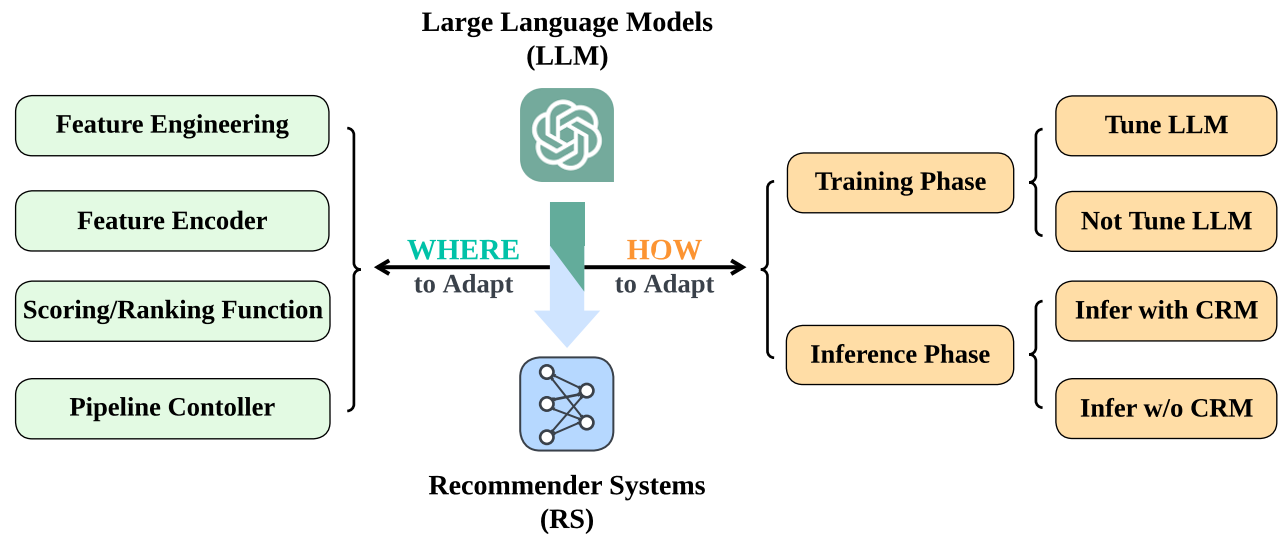 Large Language Models
(LLM)
Feature Engineering
Feature Encoder
Scoring/Ranking Function
Pipeline Contoller
WHERE
to Adapt
HOW
to Adapt
Training Phase
Inference Phase
Tune LLM
Not Tune LLM
Infer with CRM
Infer w/o CRM
Recommender Systems
(RS)